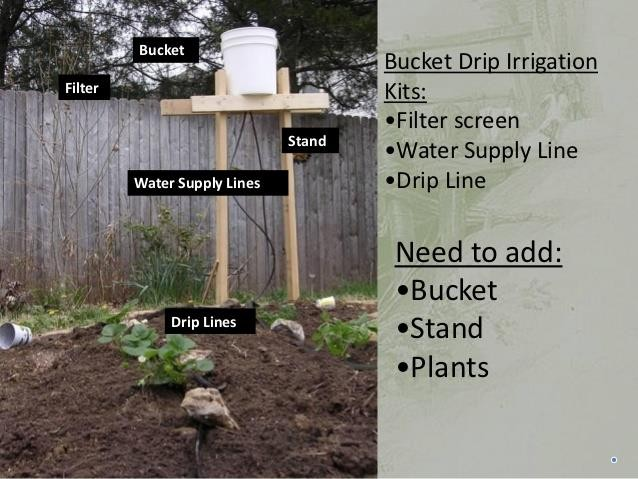 Bucket
Filter
Stand
Water Supply Lines
Drip Lines
Bucket Drip Irrigation
Kits:
•Filter screen
•Water Supply Line
•Drip Line
Need to add:
•Bucket
•Stand
•Plants